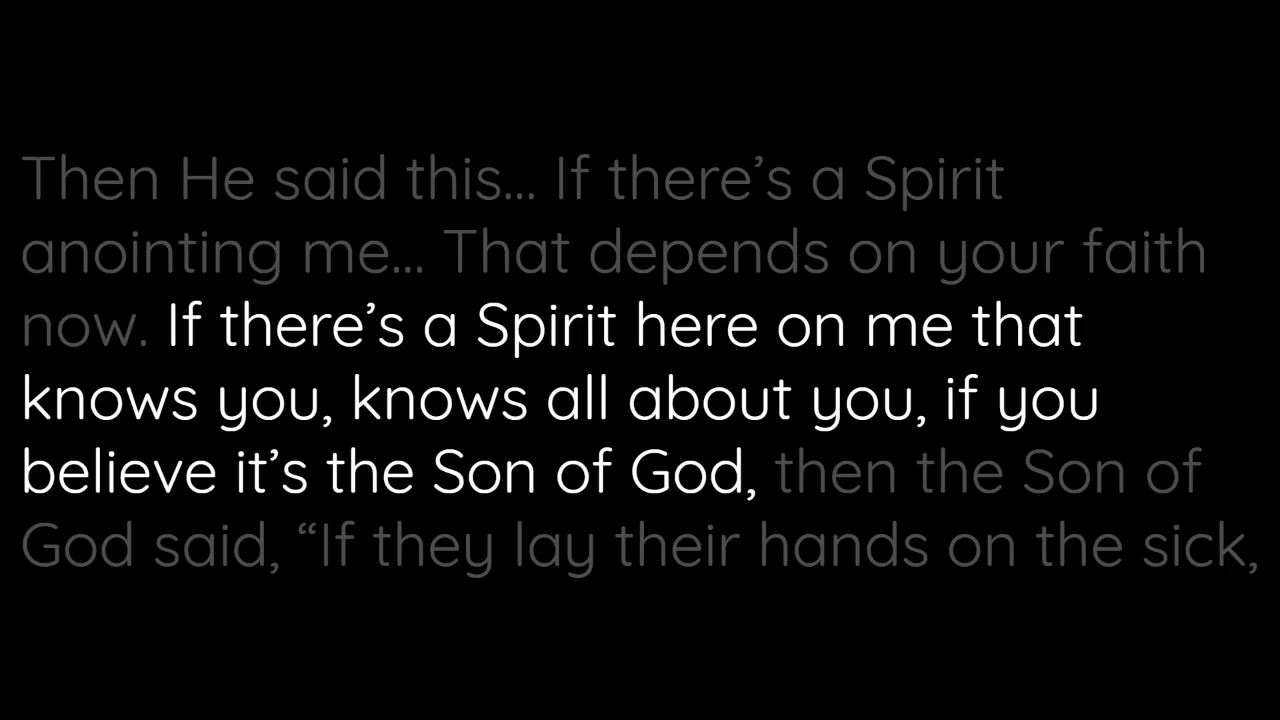 Then He said this... If there’s a Spirit
anointing me... That depends on your faith
now. If there’s a Spirit here on me that
knows you, knows all about you, if you
believe it’s the Son of God, then the Son of
God said, “If they lay their hands on the sick,